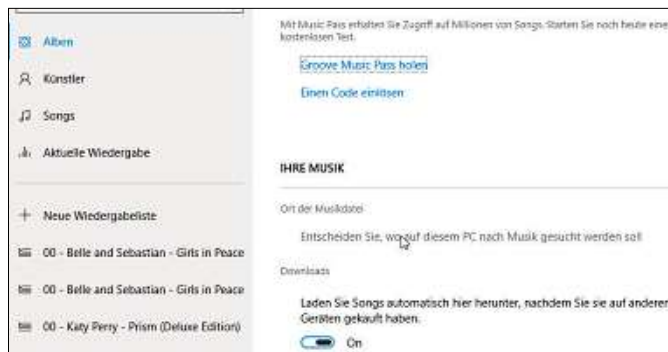 Mit Music Pass erhalten Sie Zugriff auf Millionen von Songs. Starten Sie noch heute eine
kostenlosen Test.
Alben
Groove Music Pass holen
Künstler
Einen Code einlösen
Songs
Aktuelle Wiedergabe
IHRE MUSIK
Neue Wiedergabeliste
Ort der Musikdatei
Entscheiden Sie, wo auf diesem PC nach Musik gesucht werden soll
00 - Belle and Sebastian - Girls in Peace
Downloads
00 - Belle and Sebastian - Girls in Peace
Laden Sie Songs automatisch hier herunter, nachdem Sie sie auf anderen
Geräten gekauft haben.
00 - Katy Perry - Prism (Deluxe Edition)
On